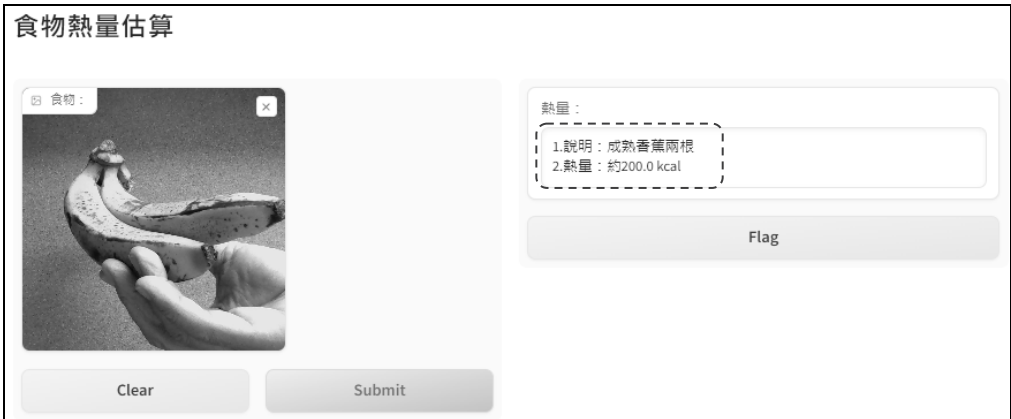 食物熱量估算
食物：
熱量：
1.說明：成熟香蕉兩根
2.熱量：約200.0 kcal
Flag
Clear
Submit